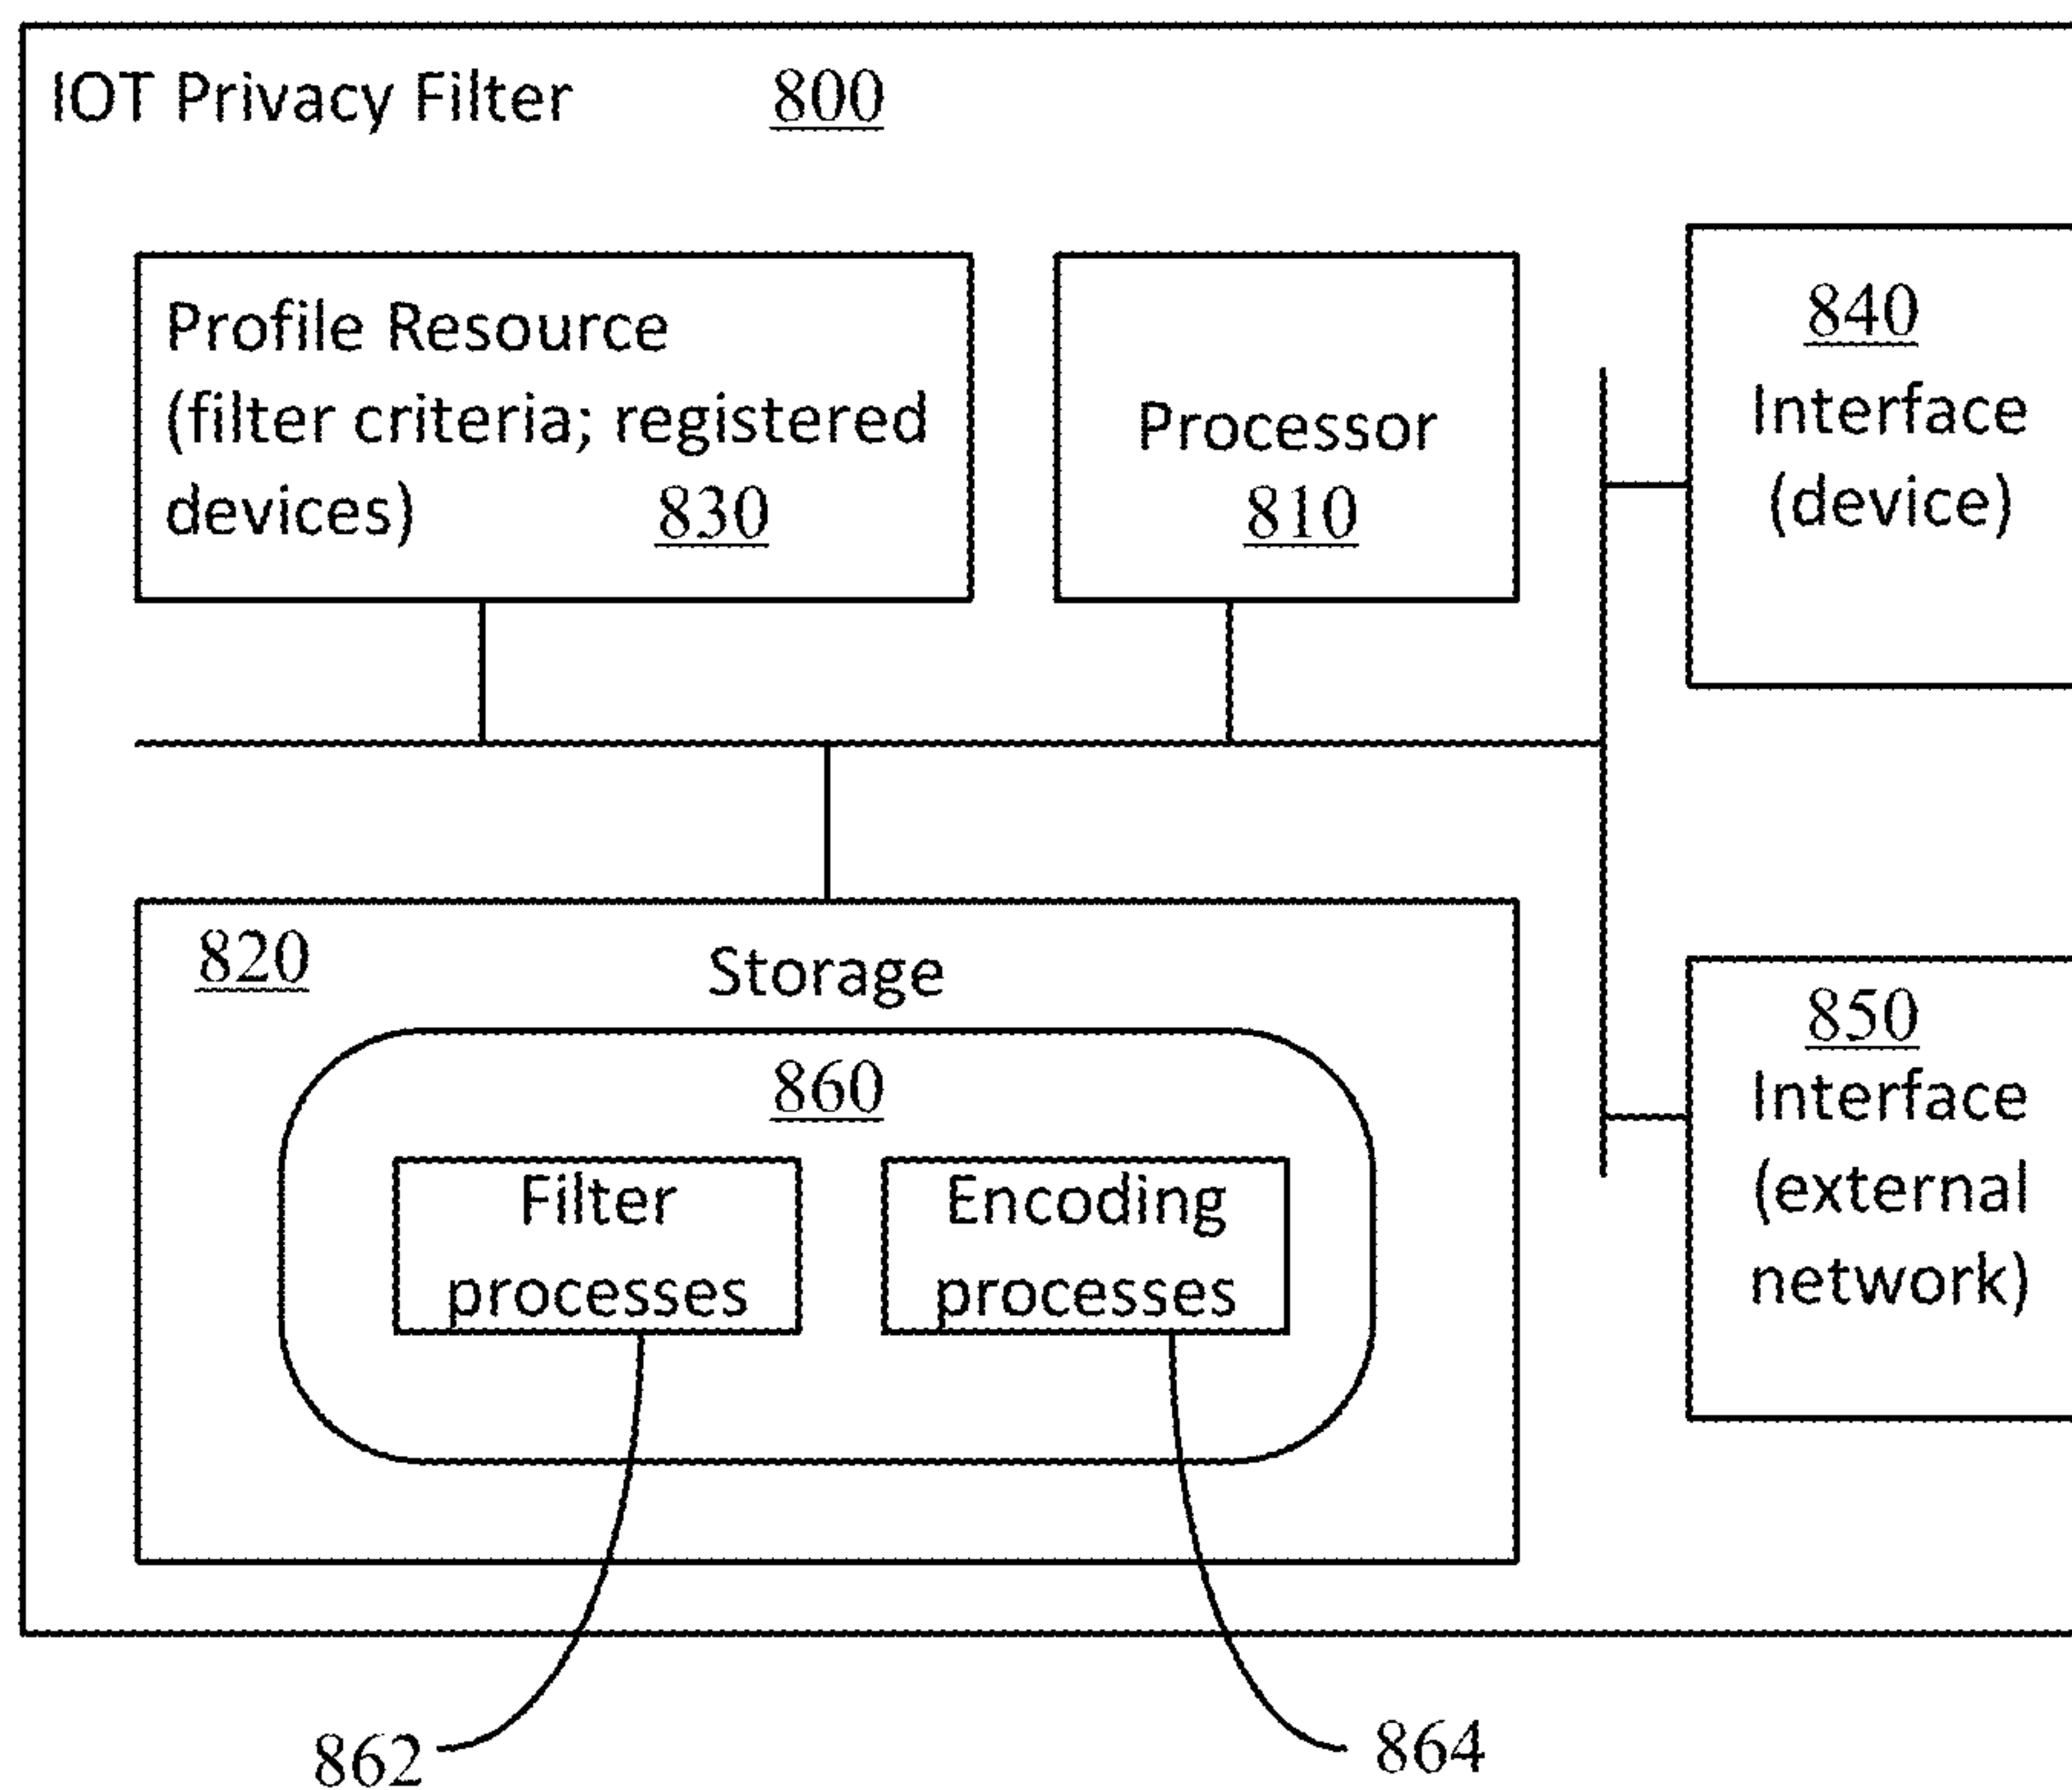 IOT Privacy Filter 800
Profile Resource
(filter criteria; registered
devices) 830
Processor
810
840
Interface
(device)
820 Storage
860
Filter
processes
Encoding
processes
850
Interface
(external
network)
862
864